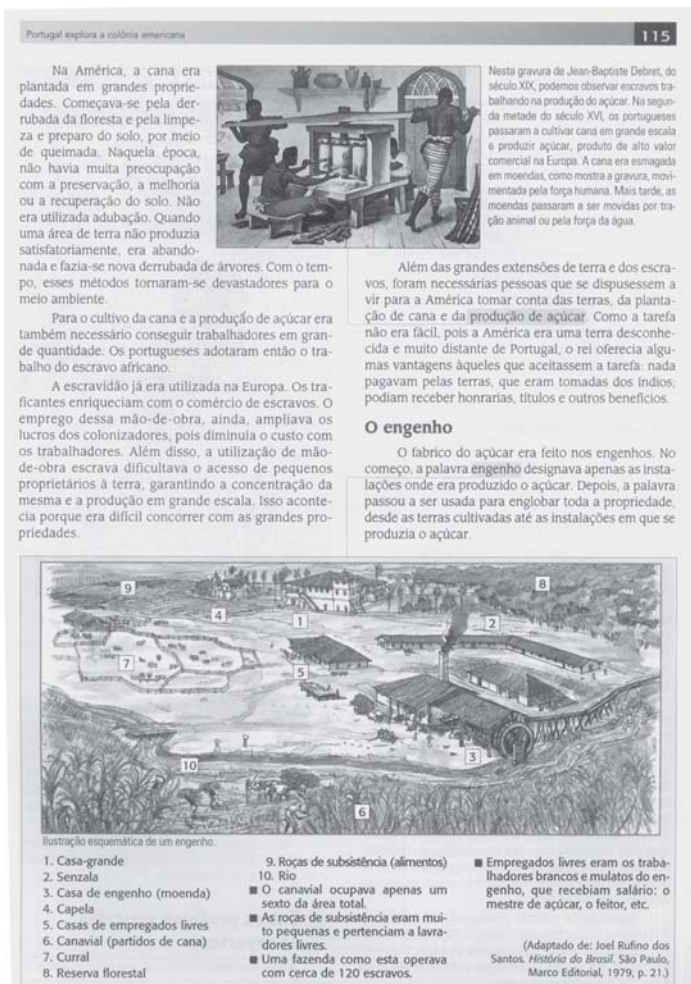 Portugal explora a colônia americana
115
Na América, a cana era
plantada em grandes proprie-
dades. Começava-se pela der-
rubada da floresta e pela limpe-
za e preparo do solo, por meio
de queimada. Naquela época,
não havia muita preocupação
com a preservação, a melhoria
ou a recuperação do solo. Não
era utilizada adubação. Quando
uma área de terra não produzia
satisfatoriamente, era abando-
nada e fazia-se nova derrubada de árvores. Com o tem-
po, esses métodos tornaram-se devastadores para o
meio ambiente.
Para o cultivo da cana e a produção de açúcar era
também necessário conseguir trabalhadores em gran-
de quantidade. Os portugueses adotaram então o tra-
balho do escravo africano.
A escravidão já era utilizada na Europa. Os tra-
ficantes enriqueciam com o comércio de escravos. O
emprego dessa mão-de-obra, ainda, ampliava os
lucros dos colonizadores, pois diminuia o custo com
os trabalhadores. Além disso, a utilização de mão-
de-obra escrava dificultava o acesso de pequenos
proprietários à terra, garantindo a concentração da
mesma e a produção em grande escala. Isso aconte-
cia porque era difícil concorrer com as grandes pro-
priedades.
Nesta gravura de Jean-Baptiste Debret, do
século XIX, podemos observar escravos tra-
balhando na produção do açúcar. Na segun-
da metade do século XVI, os portugueses
passaram a cultivar cana em grande escala
e produzir açúcar, produto de alto valor
comercial na Europa. A cana era esmagada
em moendas, como mostra a gravura, movi-
mentada pela força humana. Mais tarde, as
moendas passaram a ser movidas por tra-
ção animal ou pela força da água.
Além das grandes extensões de terra e dos escra-
vos, foram necessárias pessoas que se dispusessem a
vir para a América tomar conta das terras, da planta-
ção de cana e da produção de açúcar. Como a tarefa
não era fácil, pois a América era uma terra desconhe-
cida e muito distante de Portugal, o rei oferecia algu-
mas vantagens àqueles que aceitassem a tarefa: nada
pagavam pelas terras, que eram tomadas dos índios;
podiam receber honrarias, títulos e outros benefícios.
O engenho
O fabrico do açúcar era feito nos engenhos. No
começo, a palavra engenho designava apenas as insta-
lações onde era produzido o açúcar. Depois, a palavra
passou a ser usada para englobar toda a propriedade,
desde as terras cultivadas até as instalações em que se
produzia o açúcar.
9
4
1
2
8
7
5
3
10
6
Ilustração esquemática de um engenho.
1. Casa-grande
2. Senzala
3. Casa de engenho (moenda)
4. Capela
5. Casas de empregados livres
6. Canavial (partidos de cana)
7. Curral
8. Reserva florestal
9. Roças de subsistência (alimentos)
10. Rio
■ O canavial ocupava apenas um
sexto da área total.
■ As roças de subsistência eram mui-
to pequenas e pertenciam a lavra-
dores livres.
■ Uma fazenda como esta operava
com cerca de 120 escravos.
■ Empregados livres eram os traba-
lhadores brancos e mulatos do en-
genho, que recebiam salário: o
mestre de açúcar, o feitor, etc.
(Adaptado de: Joel Rufino dos
Santos. História do Brasil. São Paulo,
Marco Editorial, 1979, p. 21.)